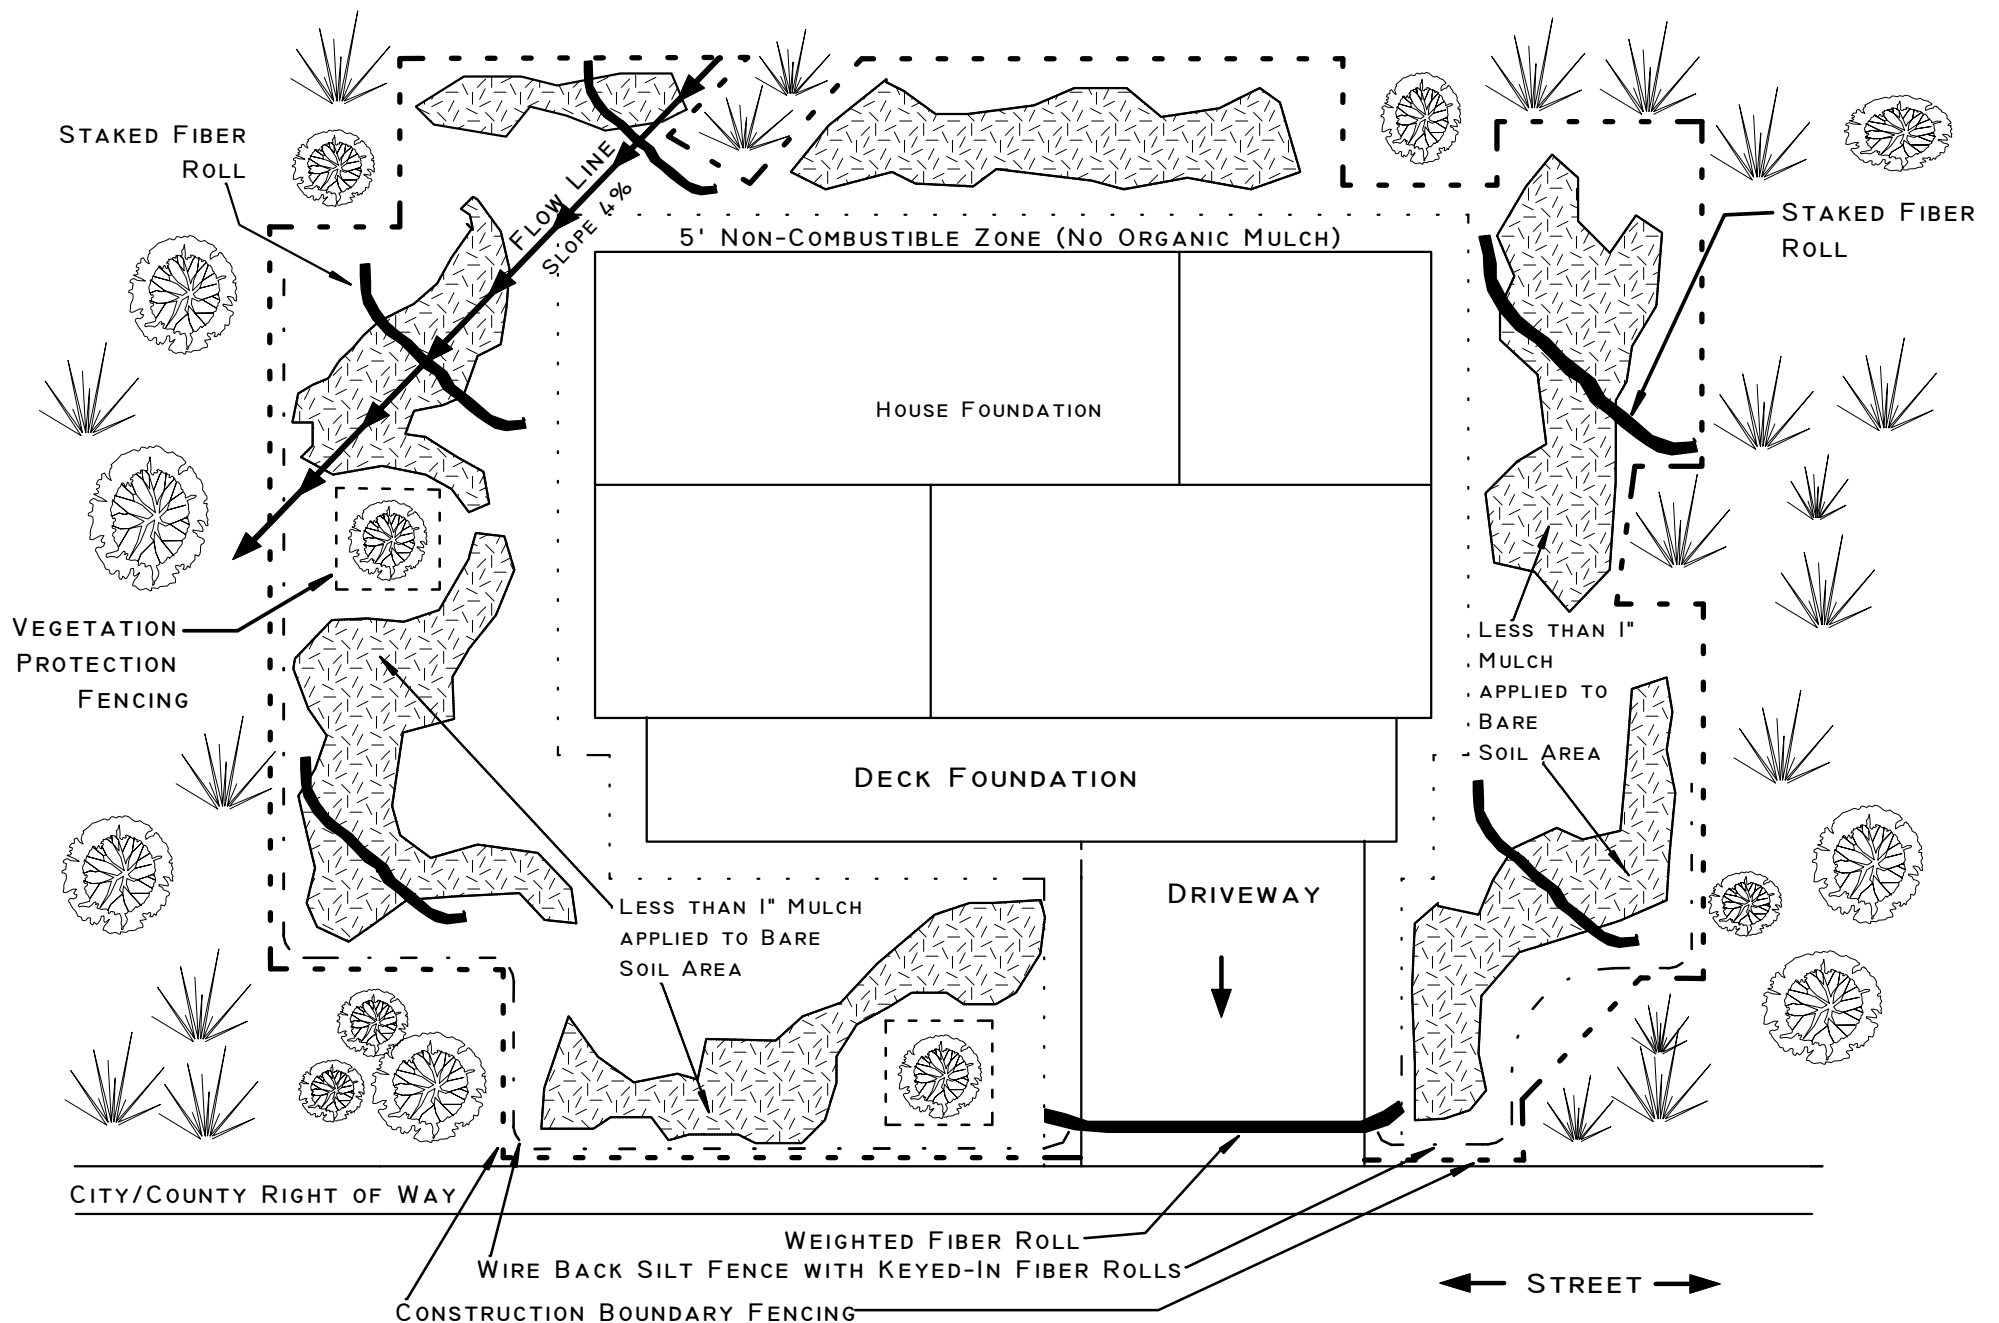 Staked Fiber
Roll
Flow Line
Slope 4%
5' Non-Combustible Zone (No Organic Mulch)
Staked Fiber
Roll
House Foundation
Vegetation
Protection
Fencing
Less than 1" 
Mulch
applied to
Bare
Soil Area
Deck Foundation
Driveway
Less than 1" Mulch
applied to Bare
Soil Area
City/County Right of Way
Weighted Fiber Roll
Wire Back Silt Fence with Keyed-In Fiber Rolls
Street
Construction Boundary Fencing